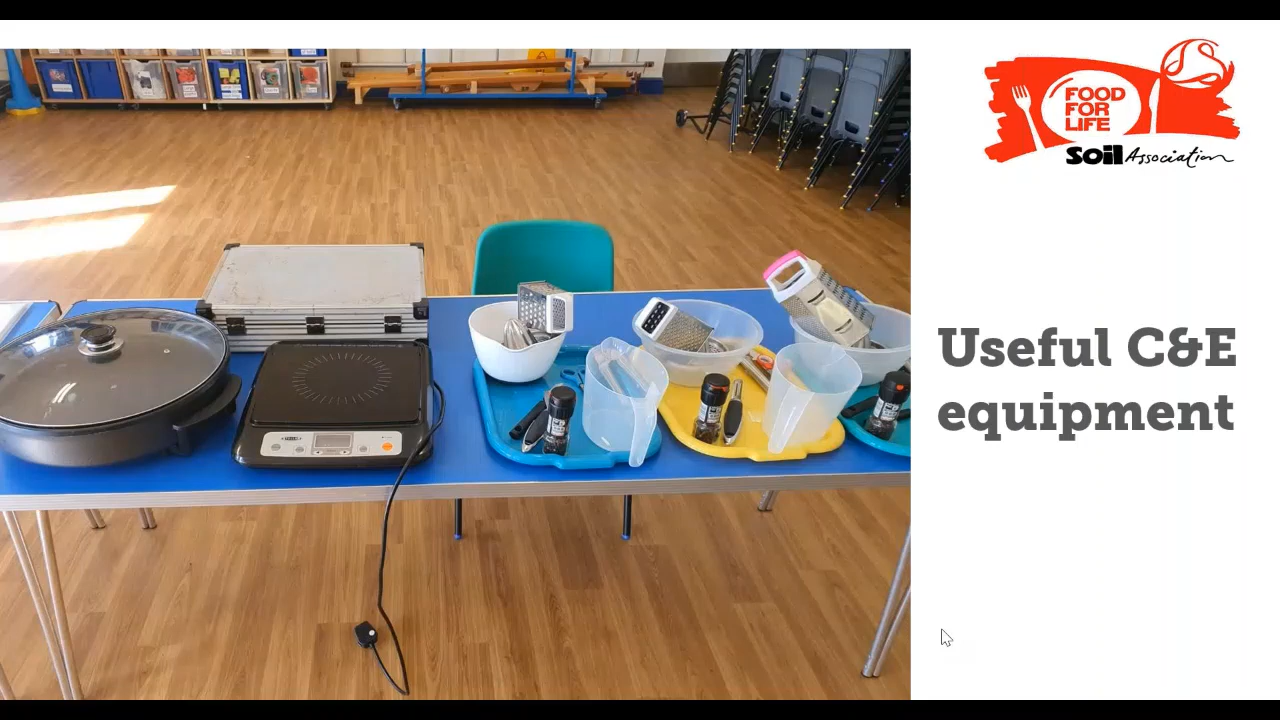 FOOD
FOR
LIFE
Soil Association
Useful C&E
equipment